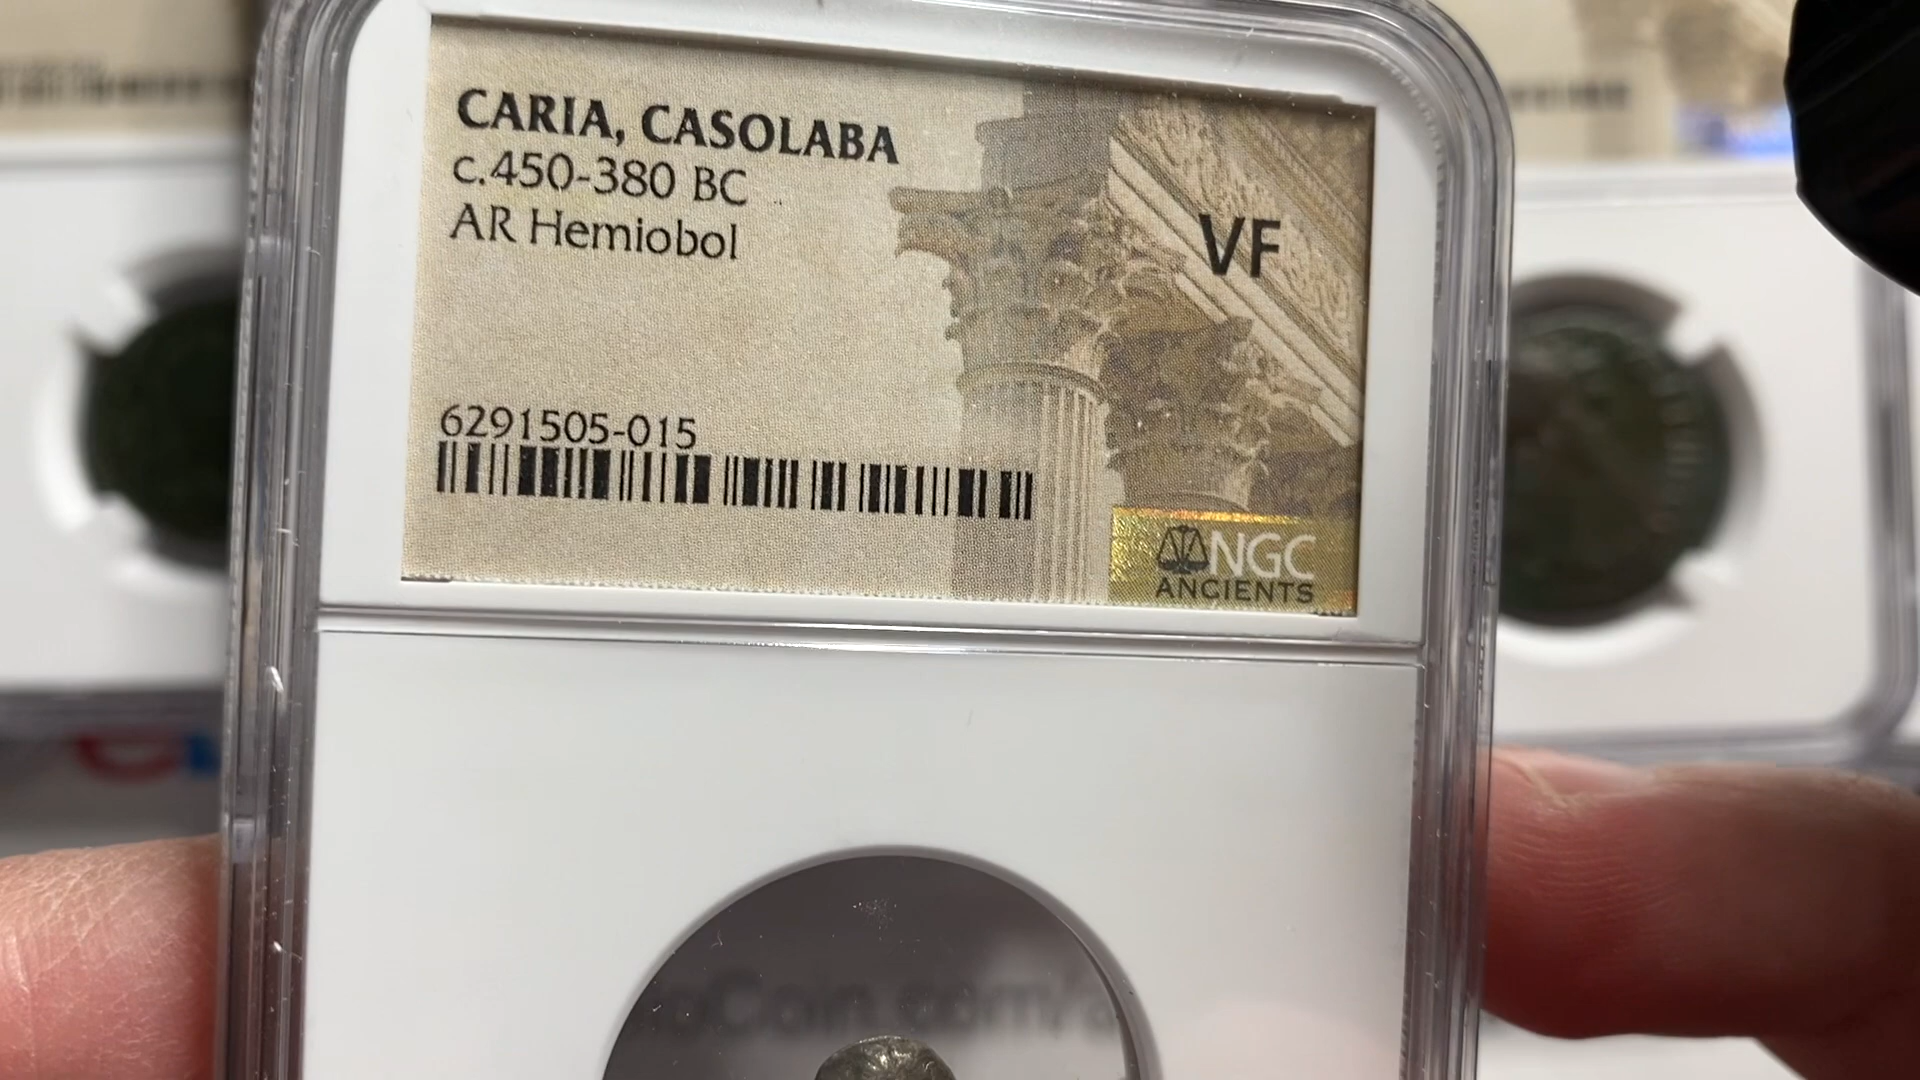 CARIA, CASOLABA
c.450-380 BC
AR Hemiobol
VF
6291505-015
NGC
ANCIENTS